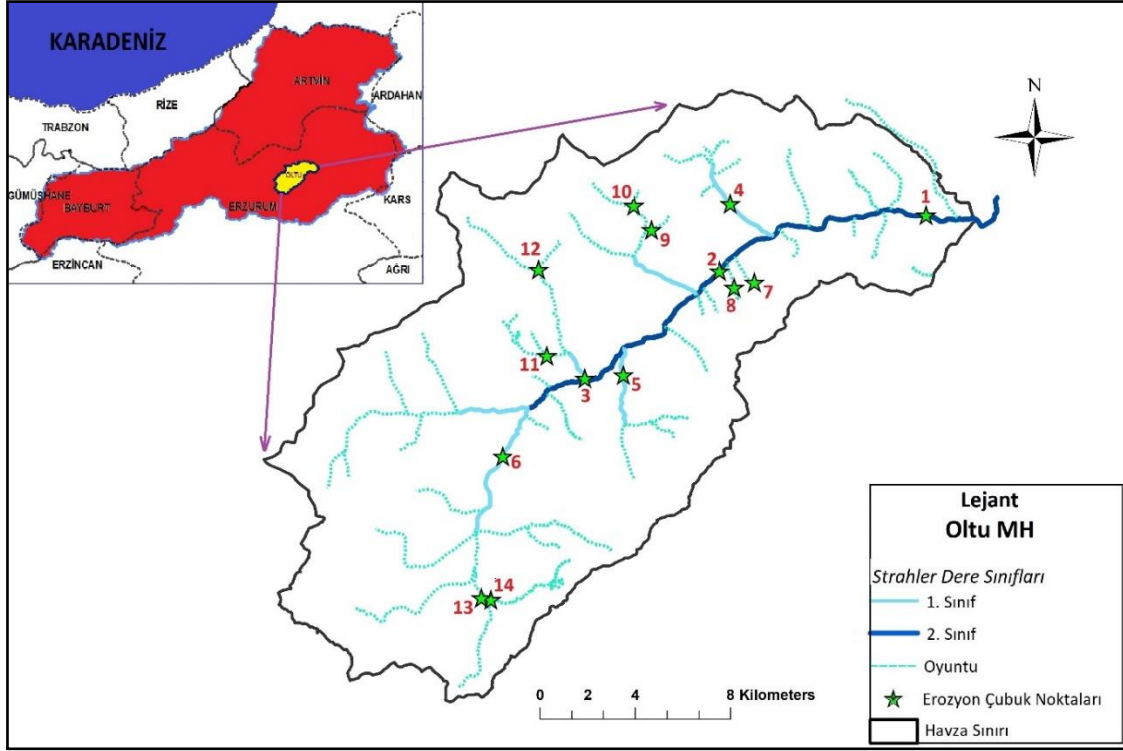 KARADENİZ
ARTVİN
RİZE
ARDAHAN
TRABZON
OLTU
GÜMÜŞHANE
BAYBURT
ERZURUM
KARS
ERZİNCAN
AĞRI
N
10
4
1
9
12
2
8
7
11
3
5
6
14
13
0 2 4 8 Kilometers
Lejant
Oltu MH
Strahler Dere Sınıfları
1. Sınıf
2. Sınıf
Oyuntu
Erozyon Çubuk Noktaları
Havza Sınırı